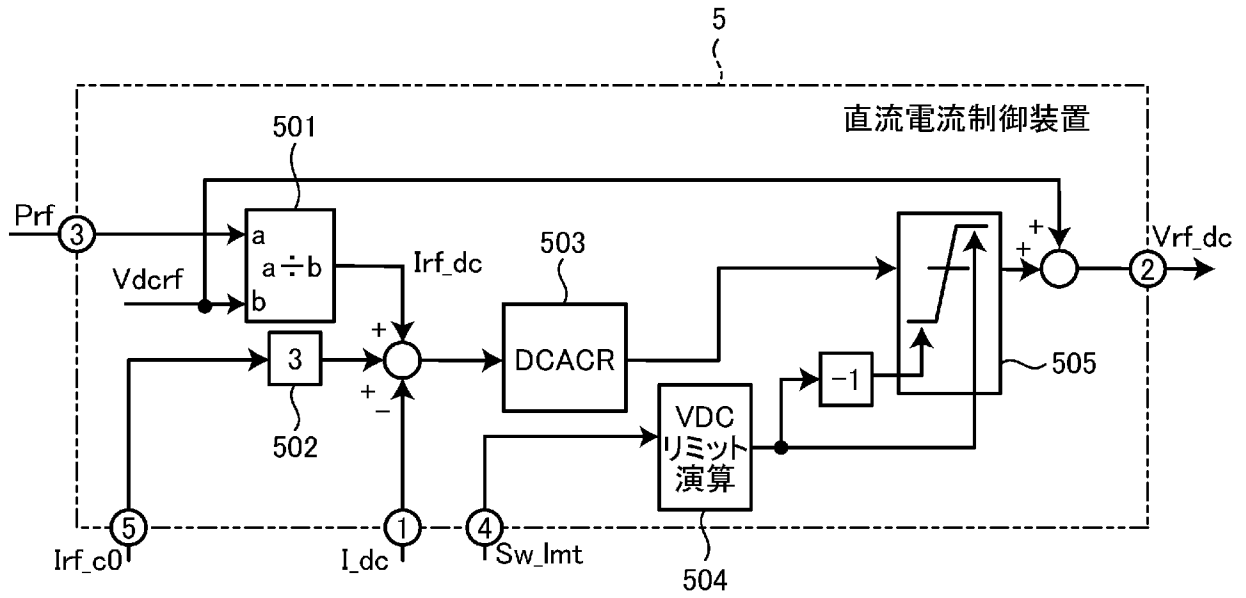 5
直流電流制御装置
501
Prf
3
a
a÷b
b
Vdcrf
Irf_dc
503
DCACR
+
+
Vrf_dc
2
3
502
+
+
−
-1
505
VDC
リミット
演算
504
5
Irf_c0
1
I_dc
4
Sw_lmt